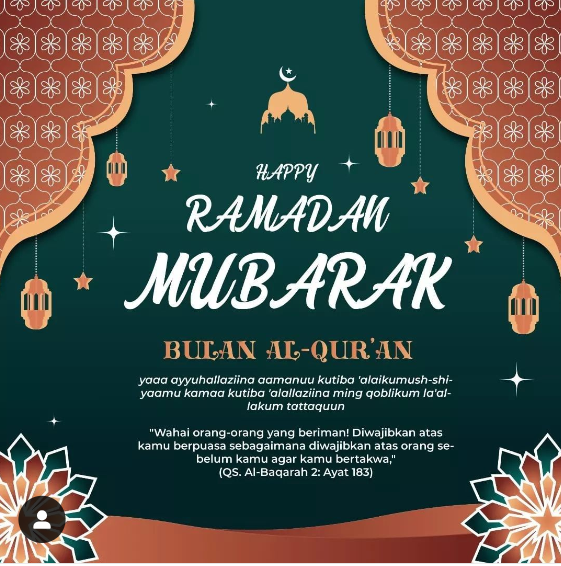 HAPPY
RAMADAN
MUBARAK
BULAN AL-QUR'AN
yaaa ayyuhallaziina aamanuu kutiba 'alaikumush-shi-
yaamu kamaa kutiba 'alallaziina ming qoblikum la'al-
lakum tattaquun
"Wahai orang-orang yang beriman! Diwajibkan atas
kamu berpuasa sebagaimana diwajibkan atas orang se-
belum kamu agar kamu bertakwa,"
(QS. Al-Baqarah 2: Ayat 183)